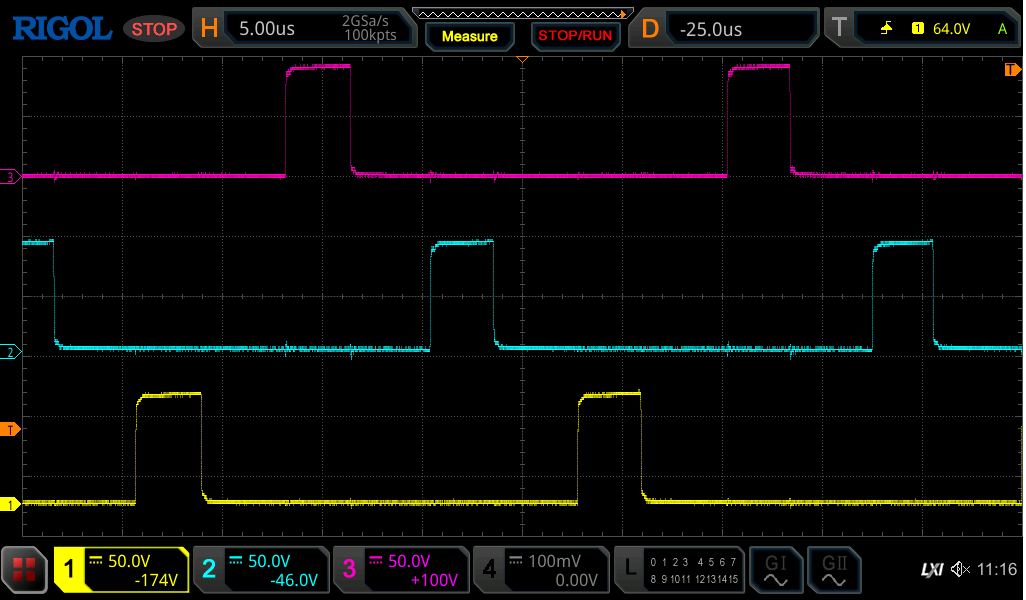 RIGOL STOP H 5.00us 2GSa/s 100kpts Measure STOP/RUN D -25.0us T 1 64.0V A
T
3
2
T
1
1 50.0V -174V 2 50.0V -46.0V 3 50.0V +100V 4 100mV 0.00V L 0 1 2 3 4 5 6 7 8 9 10 11 12 13 14 15 GI GII LXI 11:16